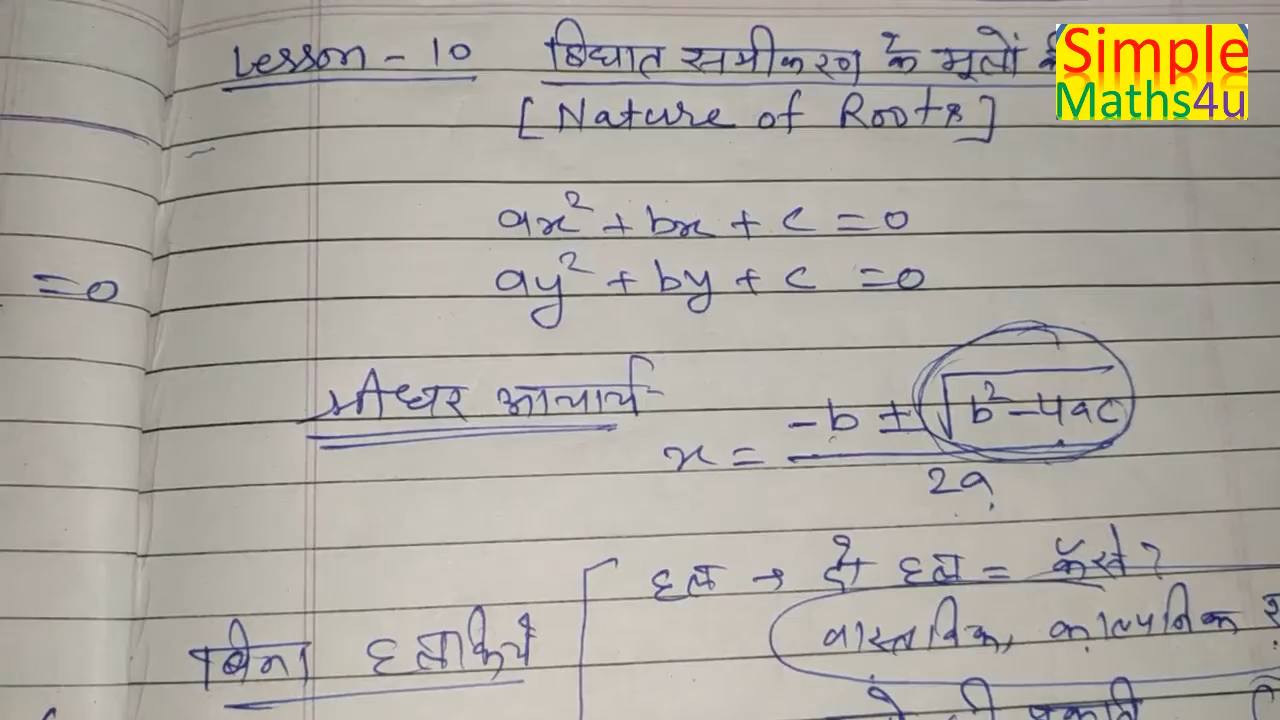 Lesson - 10 द्विघात समीकरण के मूलों की
Simple
Maths4u
[Nature of Roots]
ax² + bx + c = 0
ay² + by + c = 0
= 0
श्रीधर आचार्य
x = (-b ± √(b² - 4ac)) / 2a
हल → दो हल = कैसे?
बिना हल किये
वास्तविक, काल्पनिक